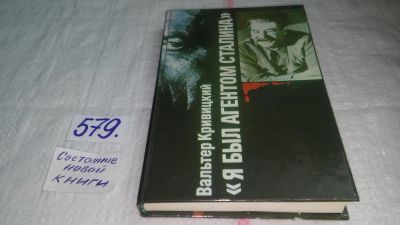 Вальтер Кривицкий
«Я БЫЛ АГЕНТОМ СТАЛИНА»
579.
Состояние
новой
книги